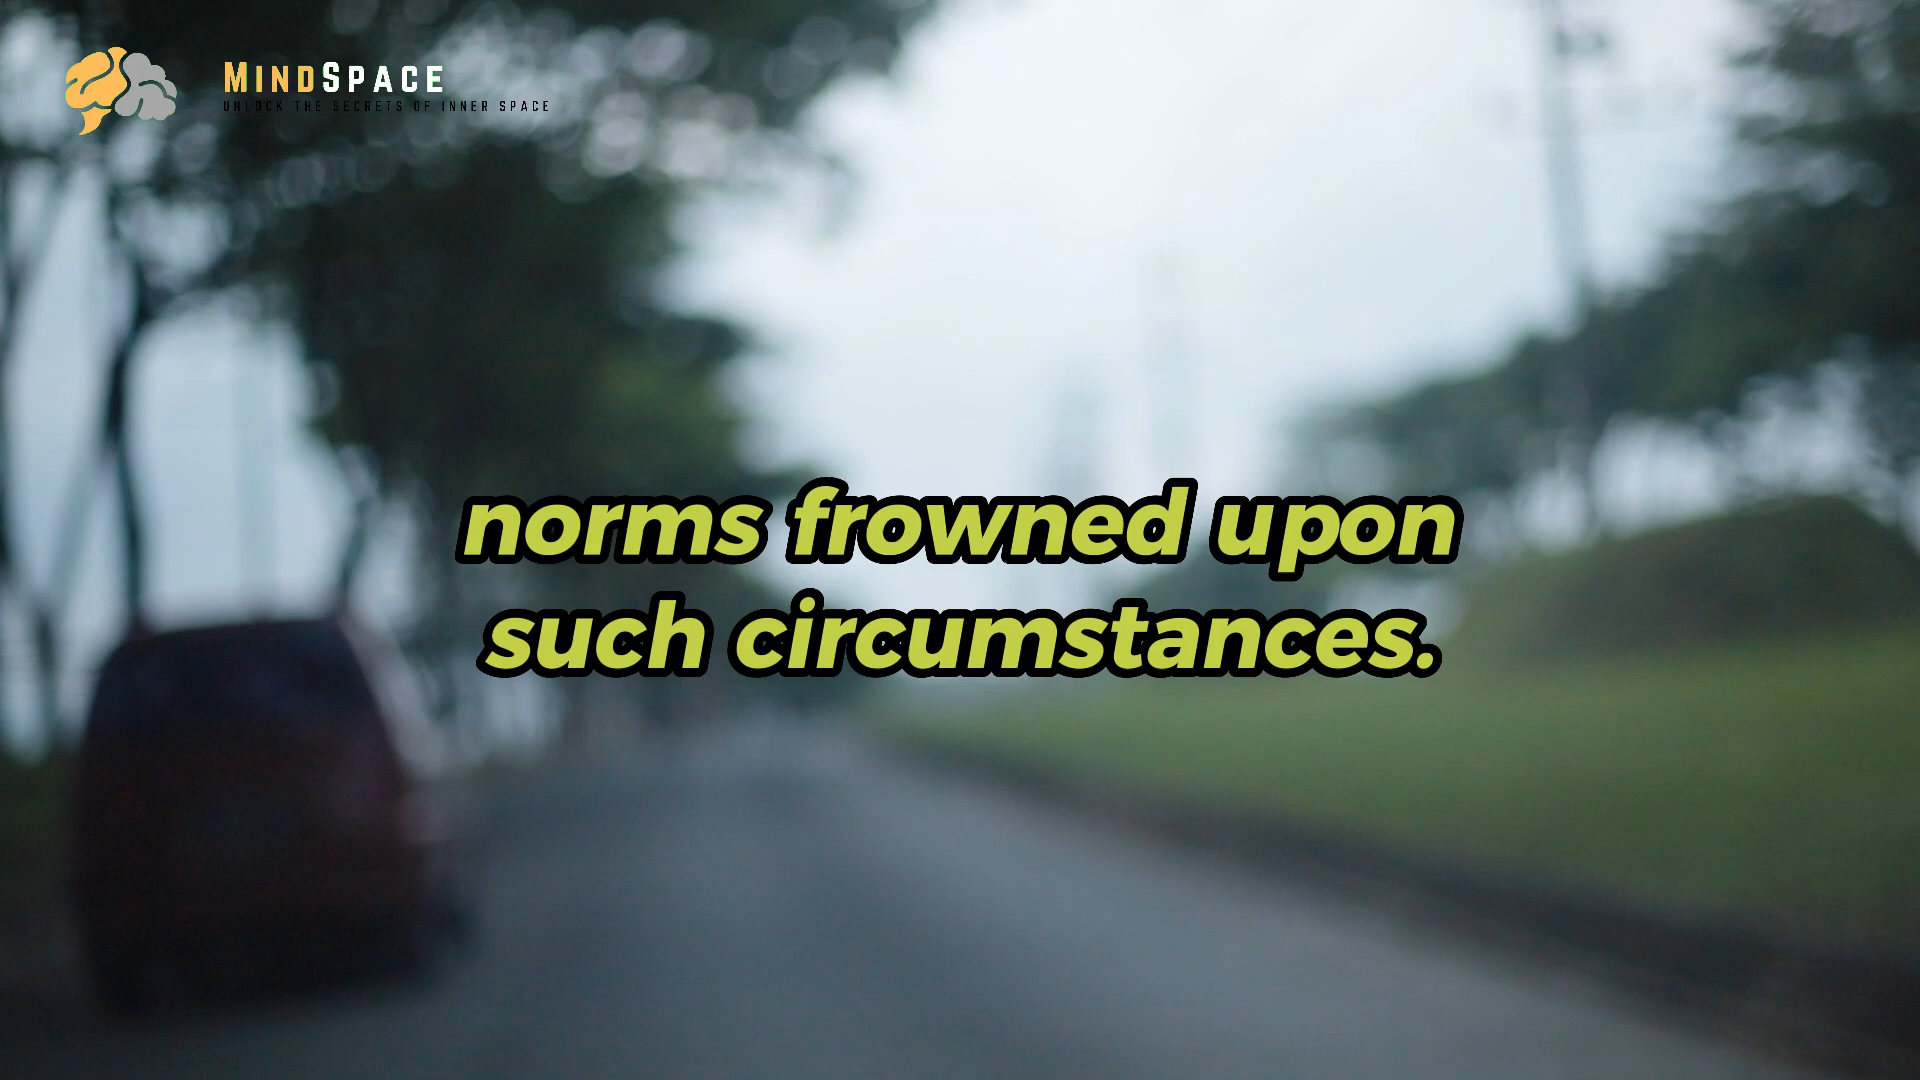 MINDSPACE
UNLOCK THE SECRETS OF INNER SPACE
norms frowned upon
such circumstances.